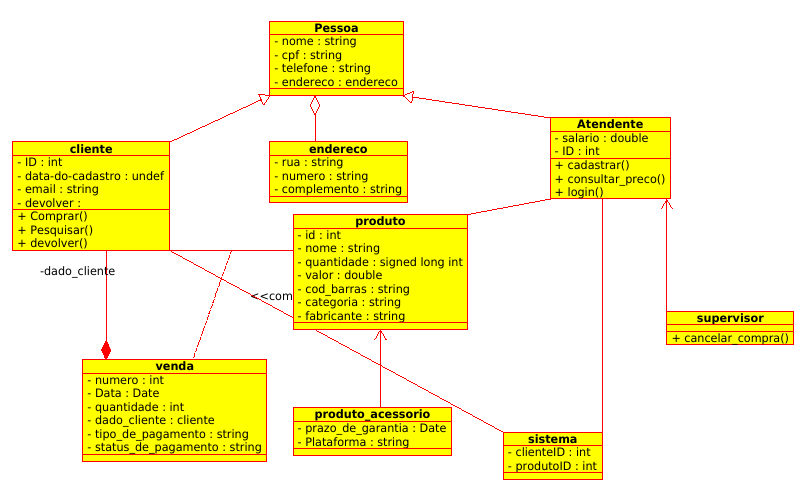 Pessoa
- nome : string
- cpf : string
- telefone : string
- endereco : endereco
cliente
- ID : int
- data-do-cadastro : undef
- email : string
- devolver :
+ Comprar()
+ Pesquisar()
+ devolver()
endereco
- rua : string
- numero : string
- complemento : string
Atendente
- salario : double
- ID : int
+ cadastrar()
+ consultar_preco()
+ login()
produto
- id : int
- nome : string
- quantidade : signed long int
- valor : double
- cod_barras : string
- categoria : string
- fabricante : string
-dado_cliente
<<com
supervisor
+ cancelar_compra()
venda
- numero : int
- Data : Date
- quantidade : int
- dado_cliente : cliente
- tipo_de_pagamento : string
- status_de_pagamento : string
produto_acessorio
- prazo_de_garantia : Date
- Plataforma : string
sistema
- clienteID : int
- produtoID : int